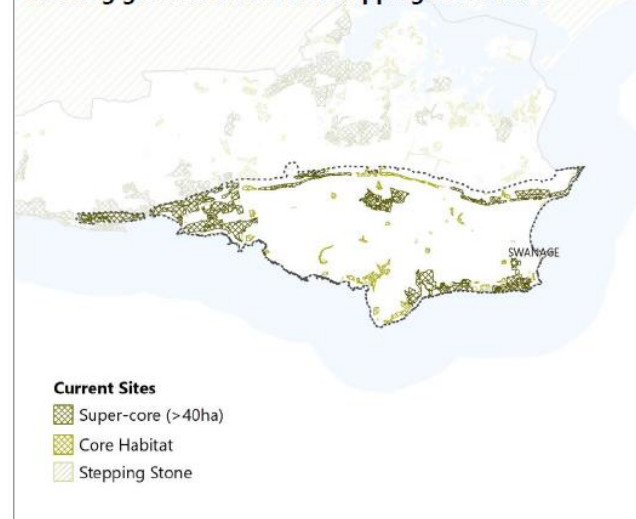 SWANAGE
Current Sites
Super-core (>40ha)
Core Habitat
Stepping Stone